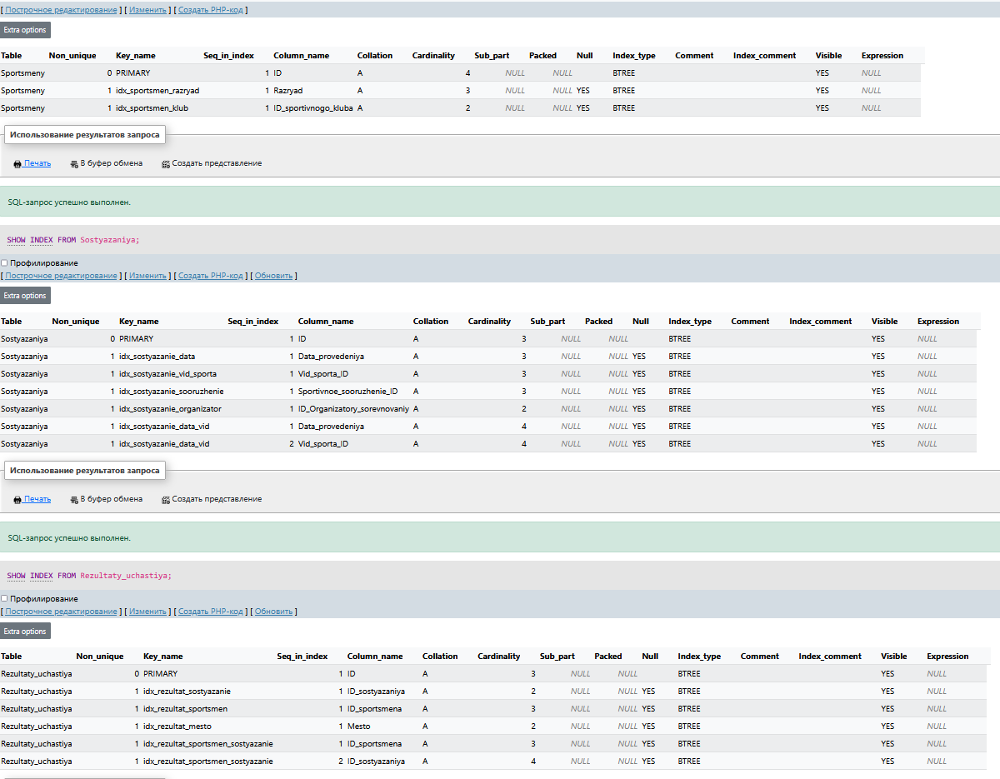 [ Построчное редактирование ] [ Изменить ] [ Создать PHP-код ]
Extra options
Table Non_unique Key_name Seq_in_index Column_name Collation Cardinality Sub_part Packed Null Index_type Comment Index_comment Visible Expression
Sportsmeny 0 PRIMARY 1 ID A 4 NULL NULL BTREE YES NULL
Sportsmeny 1 idx_sportsmen_razryad 1 Razryad A 3 NULL NULL YES BTREE YES NULL
Sportsmeny 1 idx_sportsmen_klub 1 ID_sportivnogo_kluba A 2 NULL NULL YES BTREE YES NULL
Использование результатов запроса
Печать В буфер обмена Создать представление
SQL-запрос успешно выполнен.
SHOW INDEX FROM Sostyazaniya;
Профилирование
[ Построчное редактирование ] [ Изменить ] [ Создать PHP-код ] [ Обновить ]
Extra options
Table Non_unique Key_name Seq_in_index Column_name Collation Cardinality Sub_part Packed Null Index_type Comment Index_comment Visible Expression
Sostyazaniya 0 PRIMARY 1 ID A 3 NULL NULL BTREE YES NULL
Sostyazaniya 1 idx_sostyazanie_data 1 Data_provedeniya A 3 NULL NULL YES BTREE YES NULL
Sostyazaniya 1 idx_sostyazanie_vid_sporta 1 Vid_sporta_ID A 3 NULL NULL YES BTREE YES NULL
Sostyazaniya 1 idx_sostyazanie_sooruzhenie 1 Sportivnoe_sooruzhenie_ID A 3 NULL NULL YES BTREE YES NULL
Sostyazaniya 1 idx_sostyazanie_organizator 1 ID_Organizatory_sorevnovaniy A 2 NULL NULL YES BTREE YES NULL
Sostyazaniya 1 idx_sostyazanie_data_vid 1 Data_provedeniya A 4 NULL NULL YES BTREE YES NULL
Sostyazaniya 1 idx_sostyazanie_data_vid 2 Vid_sporta_ID A 4 NULL NULL YES BTREE YES NULL
Использование результатов запроса
Печать В буфер обмена Создать представление
SQL-запрос успешно выполнен.
SHOW INDEX FROM Rezultaty_uchastiya;
Профилирование
[ Построчное редактирование ] [ Изменить ] [ Создать PHP-код ] [ Обновить ]
Extra options
Table Non_unique Key_name Seq_in_index Column_name Collation Cardinality Sub_part Packed Null Index_type Comment Index_comment Visible Expression
Rezultaty_uchastiya 0 PRIMARY 1 ID A 3 NULL NULL BTREE YES NULL
Rezultaty_uchastiya 1 idx_rezultat_sostyazanie 1 ID_sostyazaniya A 2 NULL NULL YES BTREE YES NULL
Rezultaty_uchastiya 1 idx_rezultat_sportsmen 1 ID_sportsmena A 3 NULL NULL YES BTREE YES NULL
Rezultaty_uchastiya 1 idx_rezultat_mesto 1 Mesto A 2 NULL NULL YES BTREE YES NULL
Rezultaty_uchastiya 1 idx_rezultat_sportsmen_sostyazanie 1 ID_sportsmena A 3 NULL NULL YES BTREE YES NULL
Rezultaty_uchastiya 1 idx_rezultat_sportsmen_sostyazanie 2 ID_sostyazaniya A 4 NULL NULL YES BTREE YES NULL